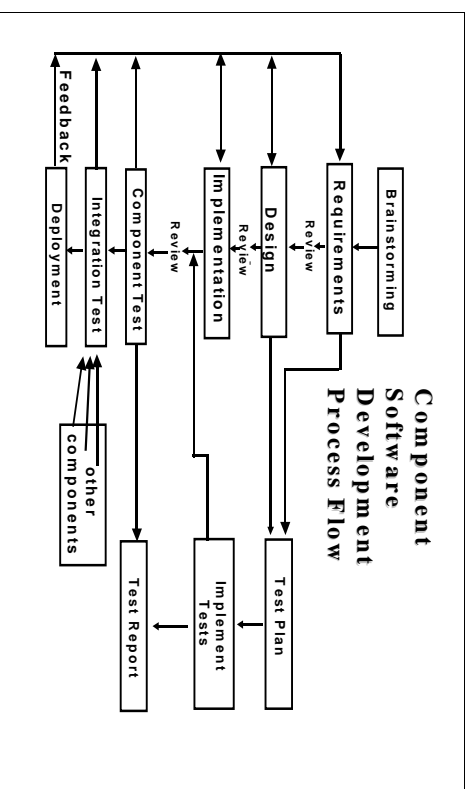 Component
Software
Development
Process Flow
Brainstorming
Requirements
Review
Design
Review
Implementation
Review
Component Test
Integration Test
Deployment
Feedback
other
components
Test Plan
Implement
Tests
Test Report